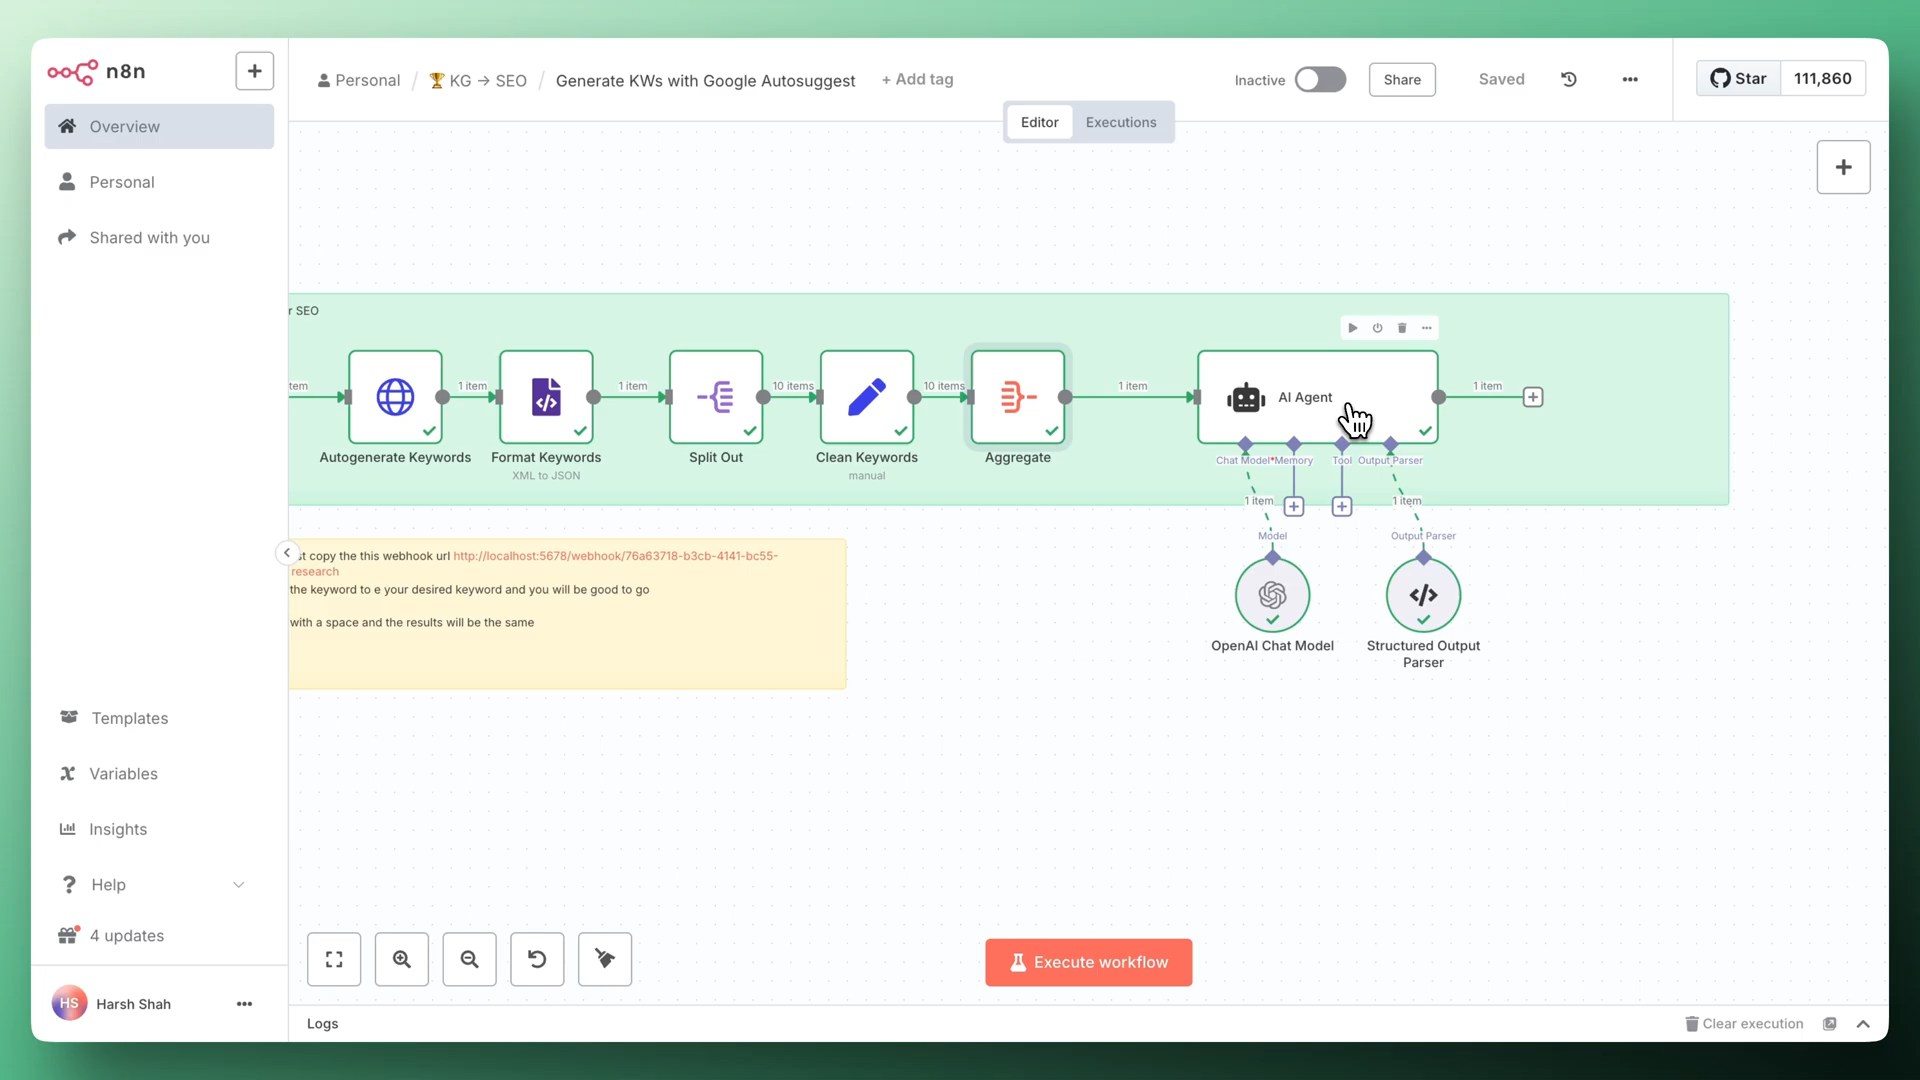 n8n
Personal / KG → SEO / Generate KWs with Google Autosuggest + Add tag
Inactive
Share
Saved
Star 111,860
Editor Executions
Overview
Personal
Shared with you
r SEO
tem
1 item
1 item
10 items
10 items
1 item
1 item
AI Agent
Autogenerate Keywords
Format Keywords
XML to JSON
Split Out
Clean Keywords
manual
Aggregate
Chat Model* Memory Tool Output Parser
1 item
1 item
Model
Output Parser
OpenAI Chat Model
Structured Output
Parser
st copy the this webhook url http://localhost:5678/webhook/76a63718-b3cb-4141-bc55-
research
the keyword to e your desired keyword and you will be good to go
with a space and the results will be the same
Templates
Variables
Insights
Help
4 updates
HS Harsh Shah
Execute workflow
Logs
Clear execution